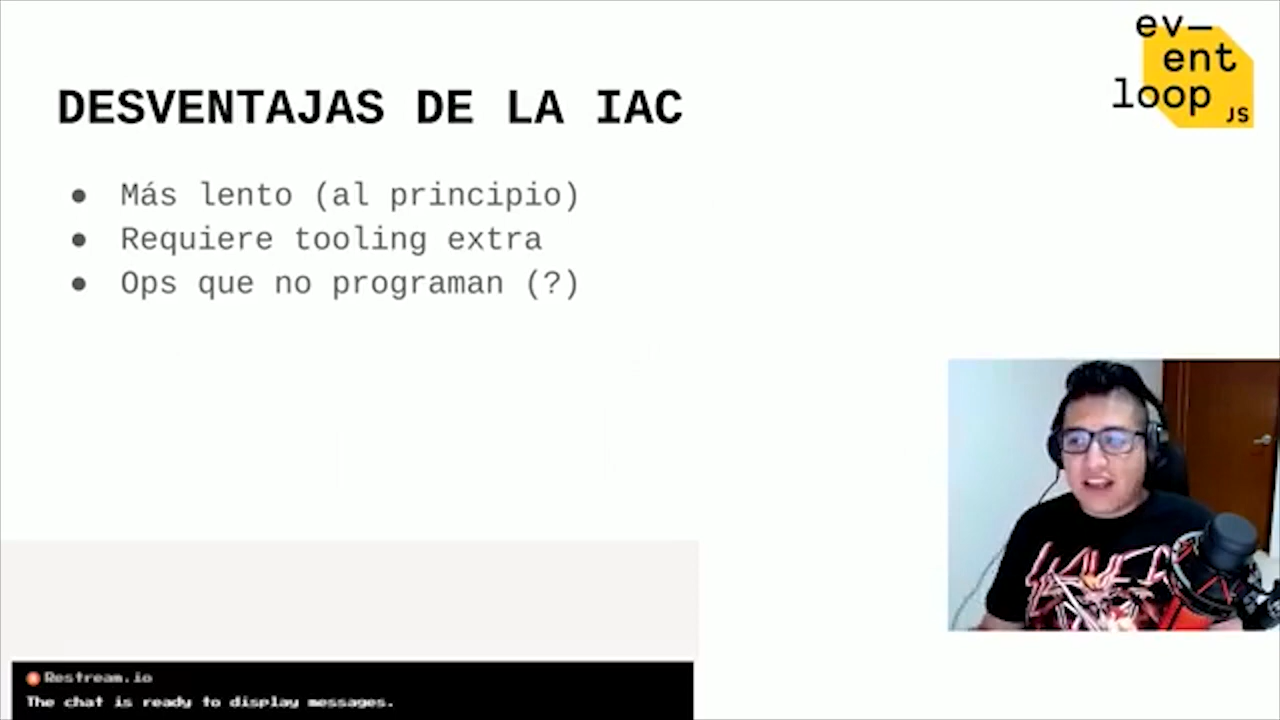 ev—
ent
loop
JS
DESVENTAJAS DE LA IAC
● Más lento (al principio)
● Requiere tooling extra
● Ops que no programan (?)
SLAYER
Restream.io
The chat is ready to display messages.